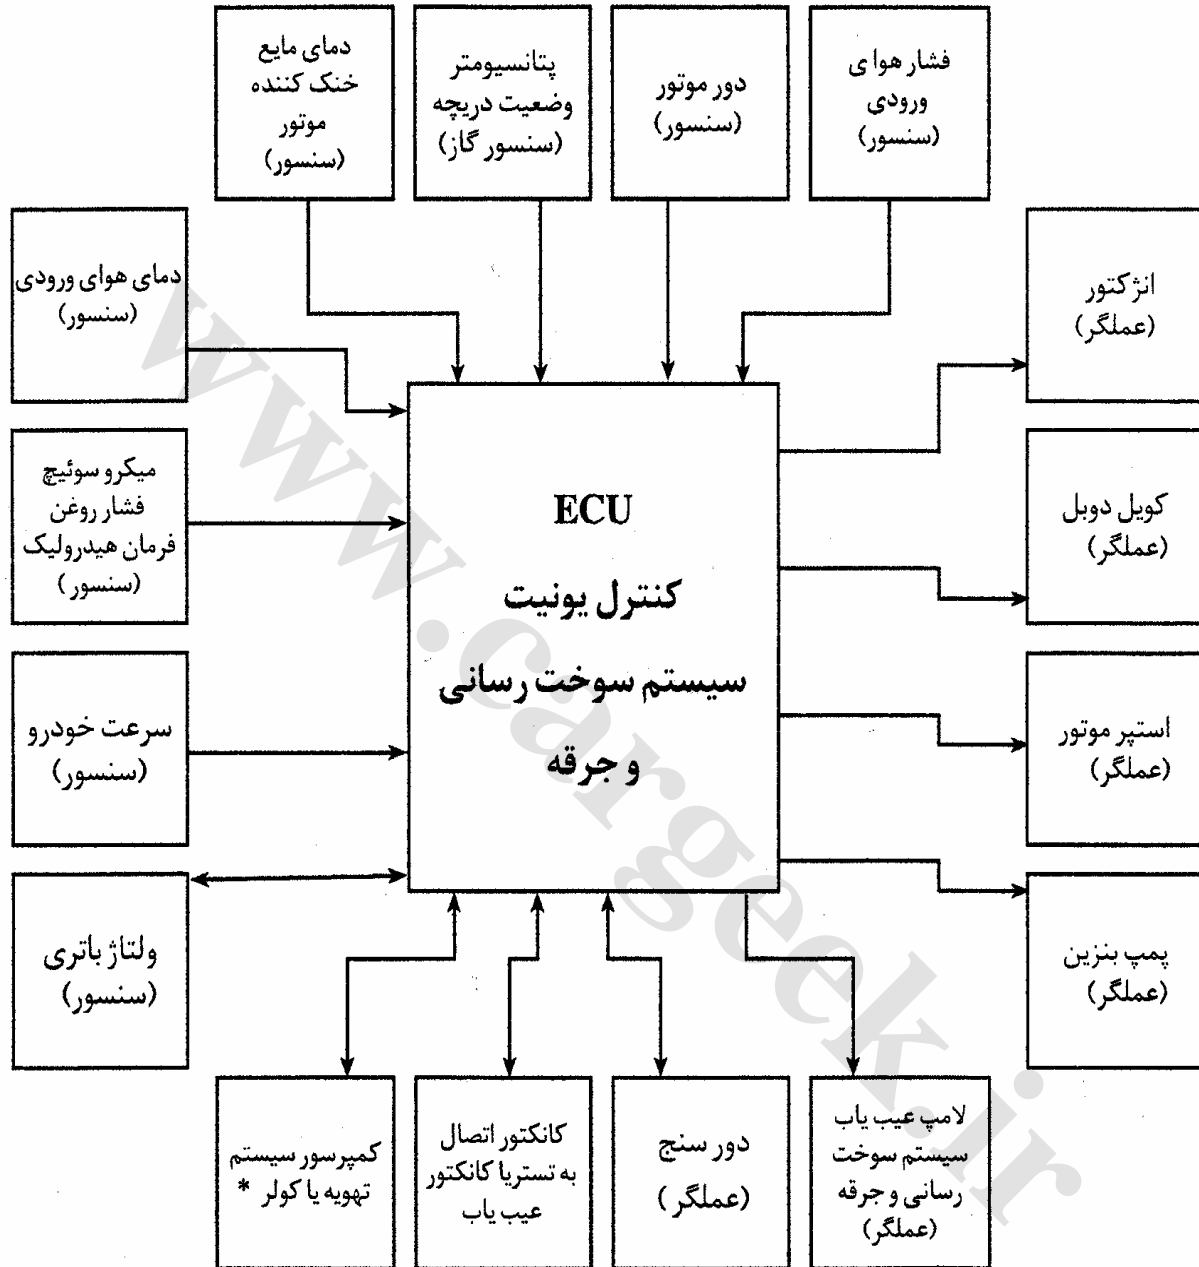 فشار هوای
ورودی
(سنسور)
دور موتور
(سنسور)
پتانسیومتر
وضعیت دریچه
(سنسور گاز)
دمای مایع
خنک کننده
موتور
(سنسور)
دمای هوای ورودی
(سنسور)
انژکتور
(عملگر)
میکرو سوئیچ
فشار روغن
فرمان هیدرولیک
(سنسور)
کویل دوبل
(عملگر)
ECU
کنترل یونیت
سیستم سوخت رسانی
و جرقه
سرعت خودرو
(سنسور)
استپر موتور
(عملگر)
ولتاژ باتری
(سنسور)
پمپ بنزین
(عملگر)
لامپ عیب یاب
سیستم سوخت
رسانی و جرقه
(عملگر)
دور سنج
(عملگر)
کانکتور اتصال
به تستر یا کانکتور
عیب یاب
کمپرسور سیستم
تهویه یا کولر *
www.cargeek.ir